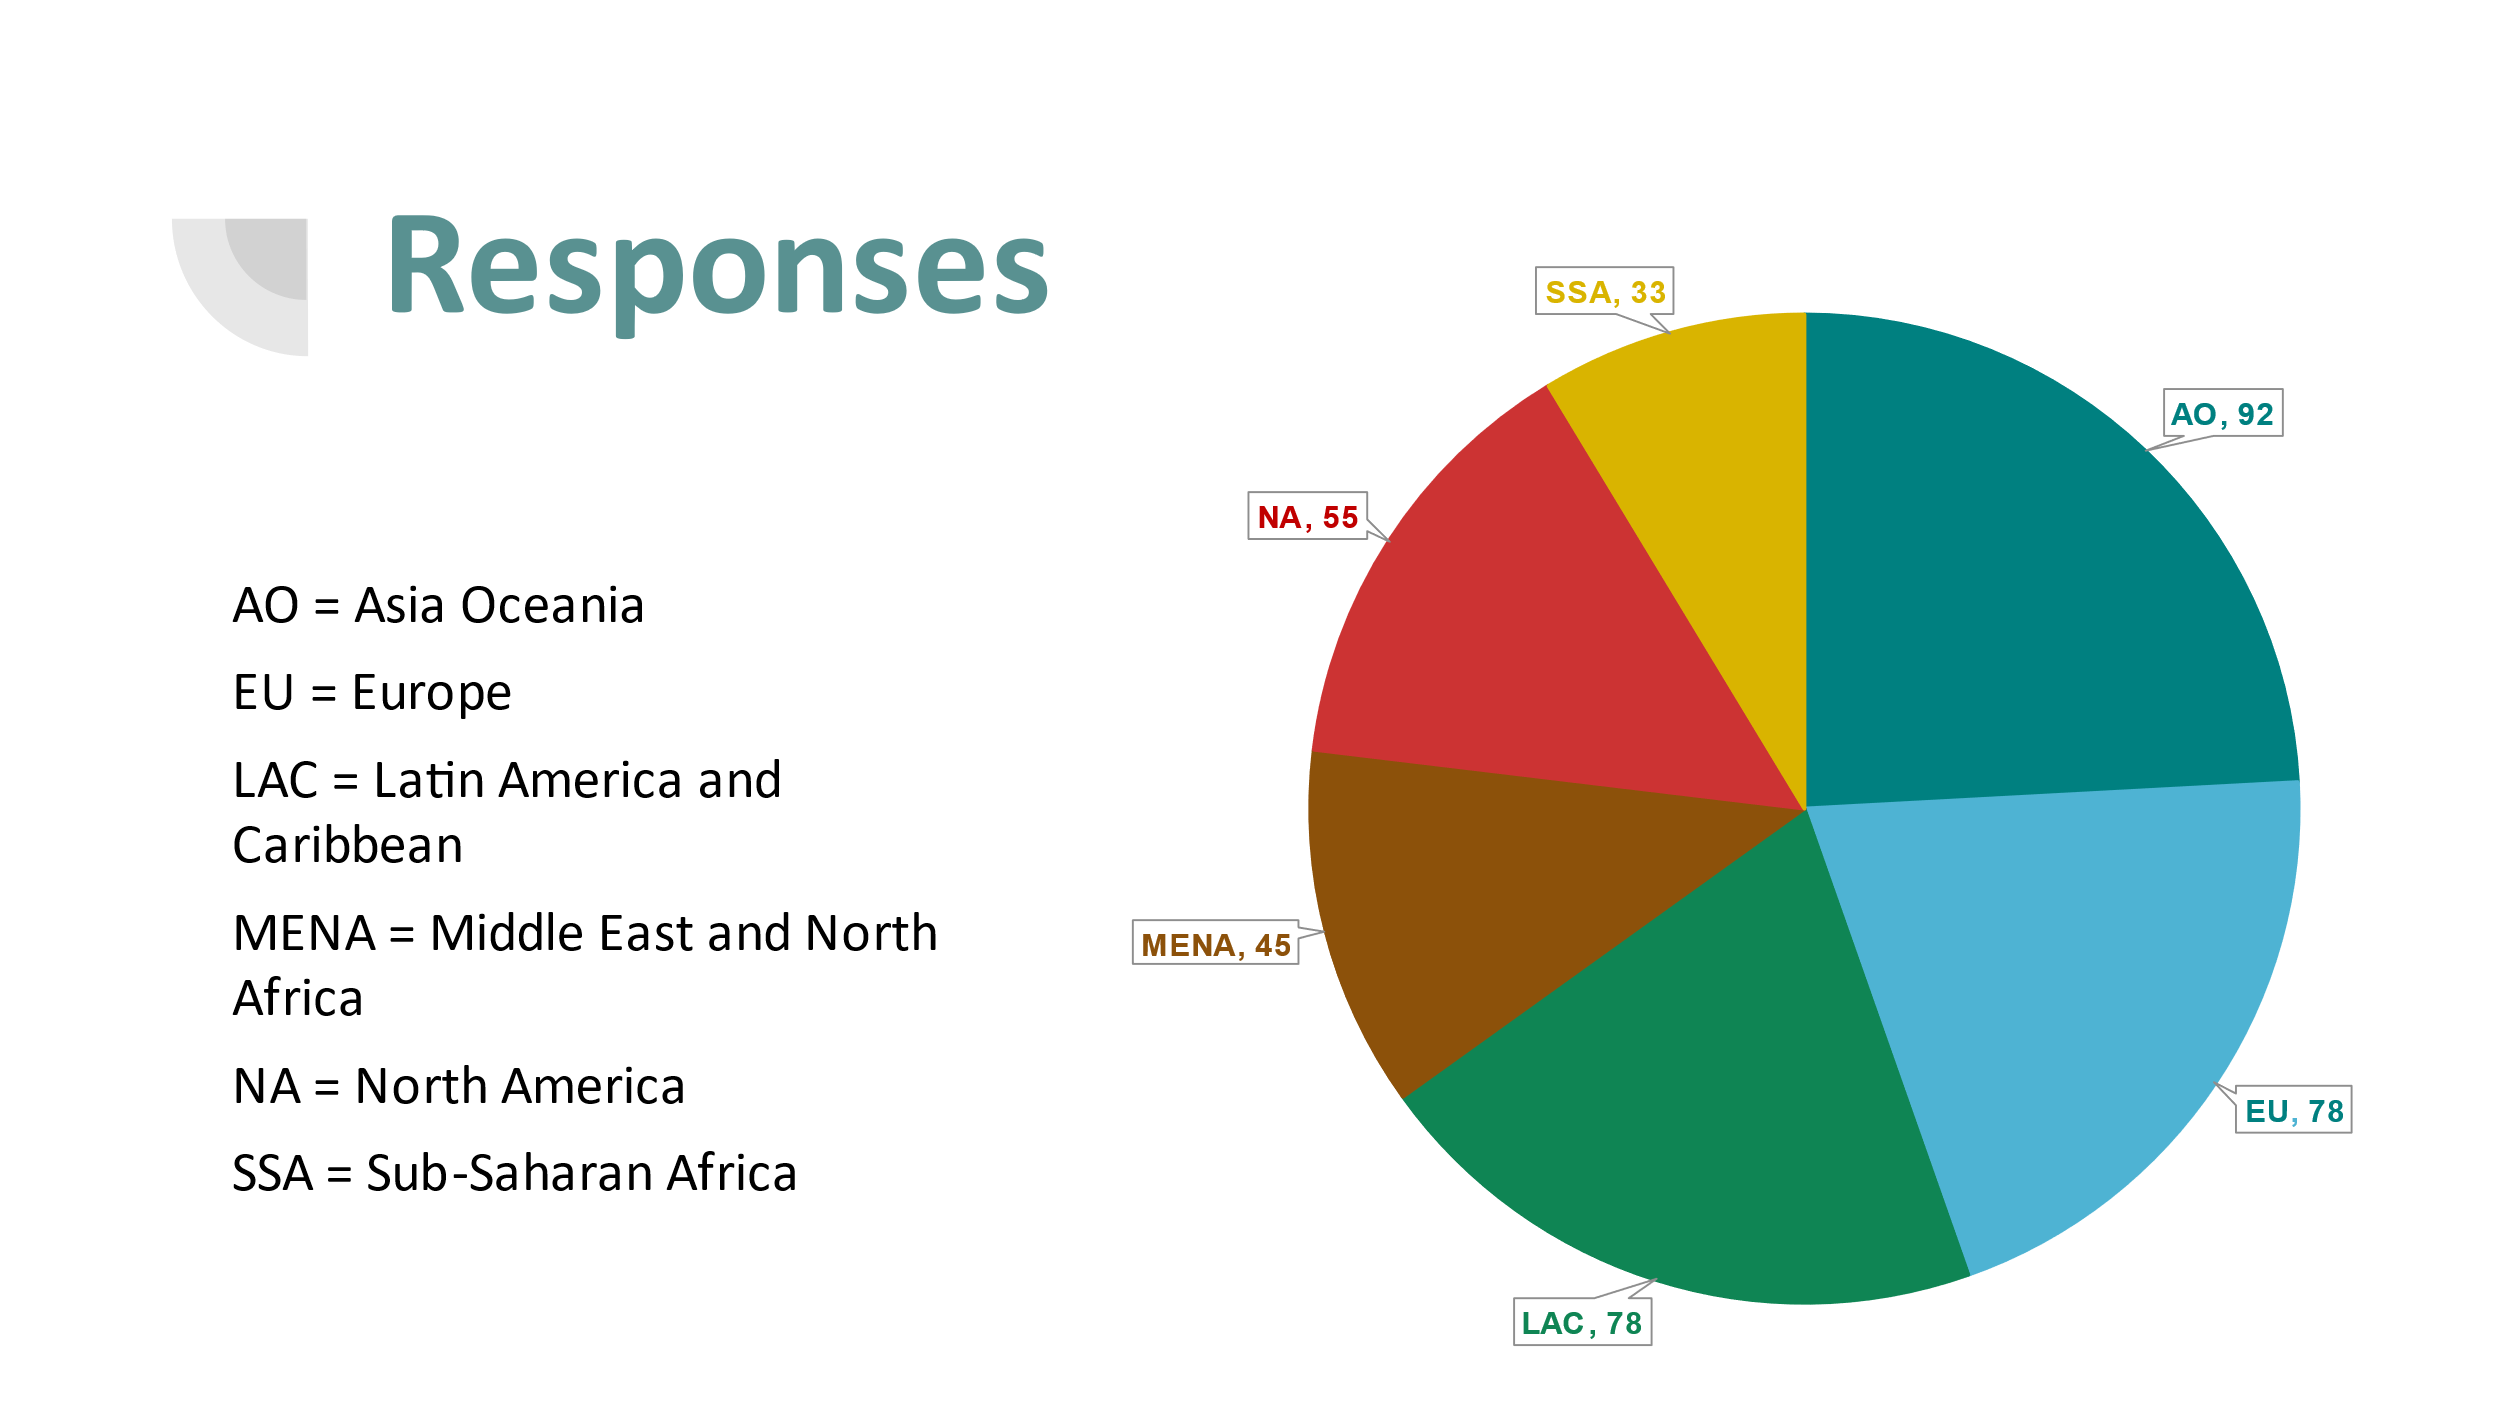 Responses
AO = Asia Oceania
EU = Europe
LAC = Latin America and
Caribbean
MENA = Middle East and North
Africa
NA = North America
SSA = Sub-Saharan Africa
SSA, 33
AO, 92
NA, 55
MENA, 45
EU, 78
LAC, 78